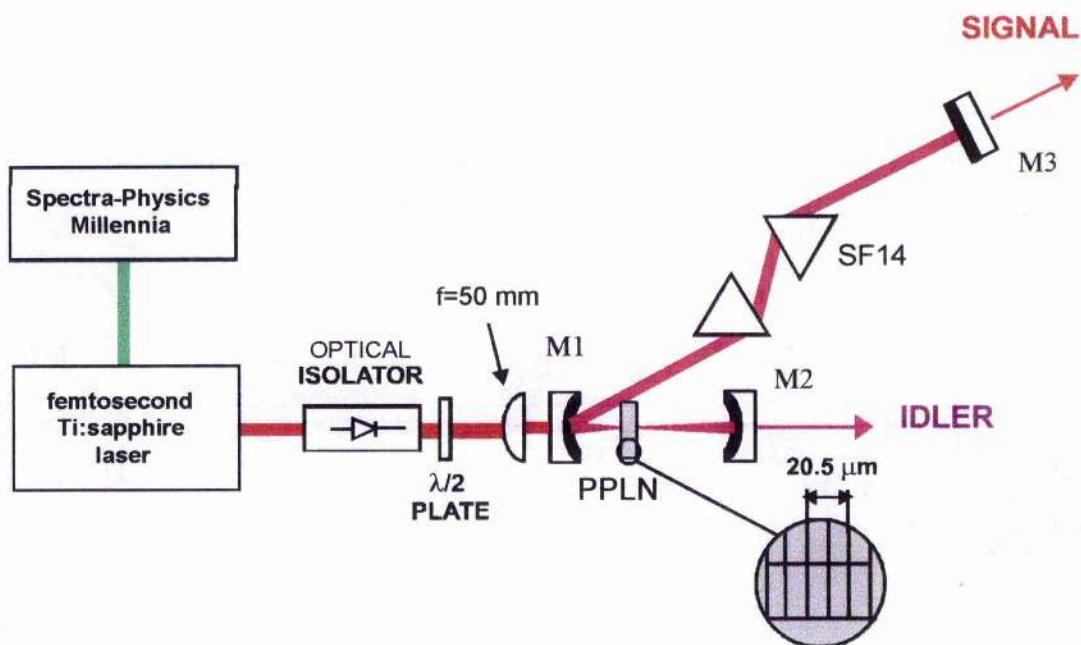 SIGNAL
M3
Spectra-Physics
Millennia
SF14
f=50 mm
M1
OPTICAL
ISOLATOR
M2
femtosecond
Ti:sapphire
laser
IDLER
λ/2
PLATE
PPLN
20.5 μm